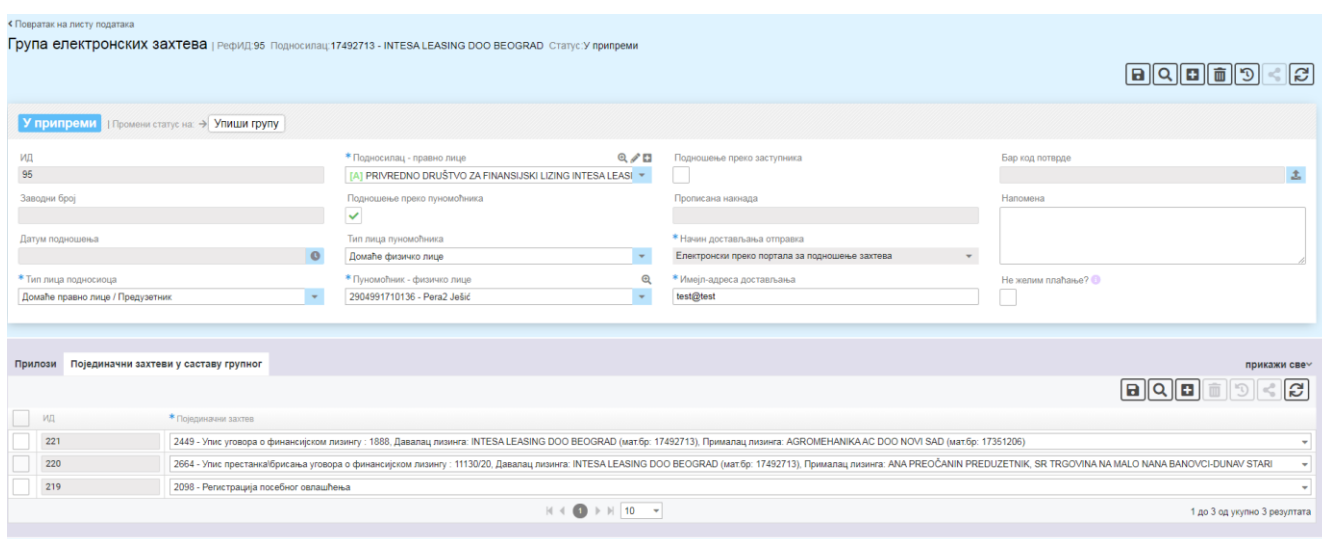 Повратак на листу података
Група електронских захтева | РефИД:95 Подносилац:17492713 - INTESA LEASING DOO BEOGRAD Статус:У припреми
У припреми | Промени статус на: → Упиши групу
ИД * Подносилац - правно лице Подношење преко заступника Бар код потврде
95 [A] PRIVREDNO DRUŠTVO ZA FINANSIJSKI LIZING INTESA LEASI
Заводни број Подношење преко пуномоћника Прописана накнада Напомена
Датум подношења Тип лица пуномоћника * Начин достављања отправка
Домаће физичко лице Електронски преко портала за подношење захтева
* Тип лица подносиоца * Пуномоћник - физичко лице * Имејл-адреса достављања Не желим плаћање?
Домаће правно лице / Предузетник 2904991710136 - Pera2 Ješić test@test
Прилози Појединачни захтеви у саставу групног прикажи све
ИД * Појединачни захтев
221 2449 - Упис уговора о финансијском лизингу : 1888, Давалац лизинга: INTESA LEASING DOO BEOGRAD (мат.бр: 17492713), Прималац лизинга: AGROMEHANIKA AC DOO NOVI SAD (мат.бр: 17351206)
220 2664 - Упис престанка\брисања уговора о финансијском лизингу : 11130/20, Давалац лизинга: INTESA LEASING DOO BEOGRAD (мат.бр: 17492713), Прималац лизинга: ANA PREOČANIN PREDUZETNIK, SR TRGOVINA NA MALO NANA BANOVCI-DUNAV STARI
219 2098 - Регистрација посебног овлашћења
1 10 1 до 3 од укупно 3 резултата